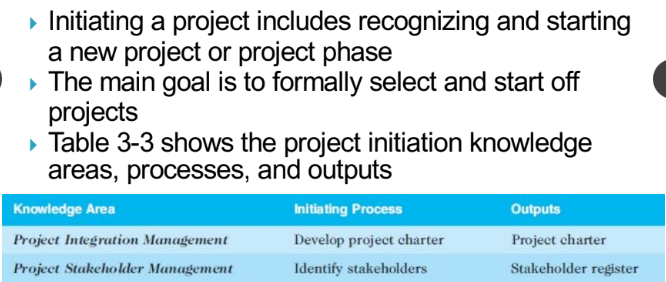 Initiating a project includes recognizing and starting
a new project or project phase
The main goal is to formally select and start off
projects
Table 3-3 shows the project initiation knowledge
areas, processes, and outputs
Knowledge Area Initiating Process Outputs
Project Integration Management Develop project charter Project charter
Project Stakeholder Management Identify stakeholders Stakeholder register